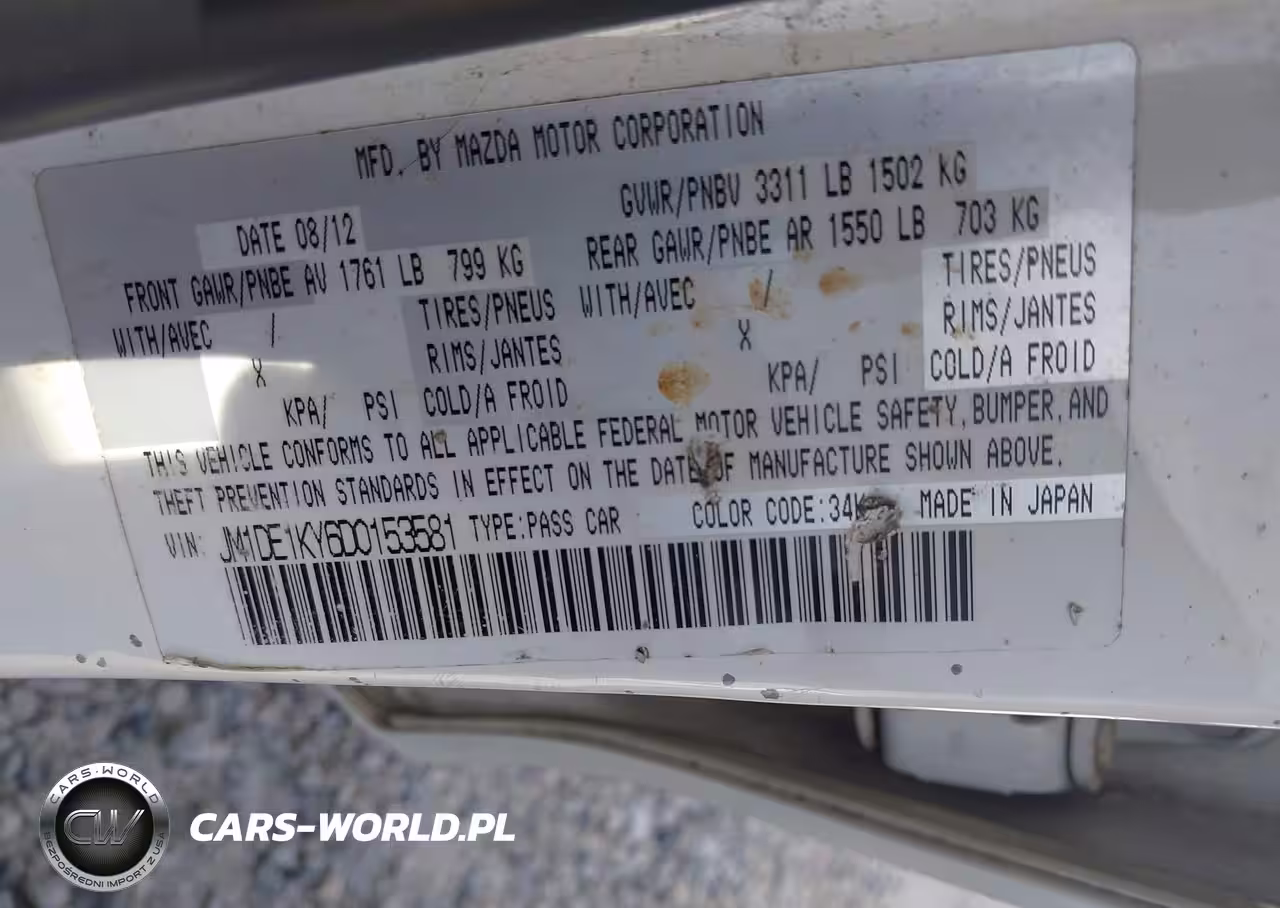 MFD. BY MAZDA MOTOR CORPORATION
DATE 08/12
GVWR/PNBV 3311 LB 1502 KG
FRONT GAWR/PNBE AV 1761 LB 799 KG
REAR GAWR/PNBE AR 1550 LB 703 KG
WITH/AVEC / TIRES/PNEUS
WITH/AVEC / TIRES/PNEUS
X RIMS/JANTES
X RIMS/JANTES
KPA/ PSI COLD/A FROID
KPA/ PSI COLD/A FROID
THIS VEHICLE CONFORMS TO ALL APPLICABLE FEDERAL MOTOR VEHICLE SAFETY, BUMPER, AND
THEFT PREVENTION STANDARDS IN EFFECT ON THE DATE OF MANUFACTURE SHOWN ABOVE.
VIN: JM1DE1KY6D0153581 TYPE:PASS CAR COLOR CODE: MADE IN JAPAN
CARS-WORLD
CW
BEZPOŚREDNI IMPORT Z USA
CARS-WORLD.PL